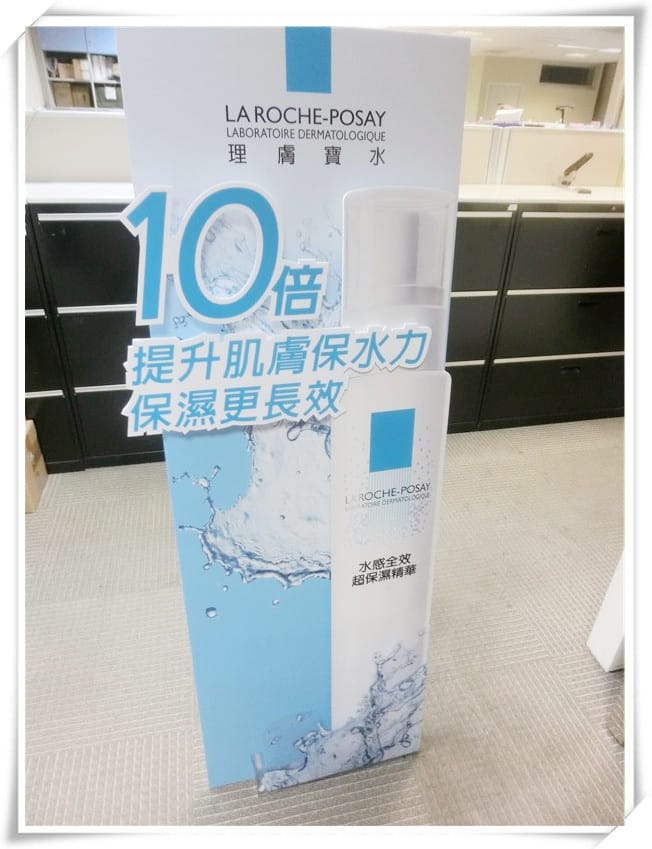 LA ROCHE-POSAY
LABORATOIRE DERMATOLOGIQUE
理膚寶水
10倍
提升肌膚保水力
保濕更長效
LA ROCHE-POSAY
LABORATOIRE DERMATOLOGIQUE
水感全效
超保濕精華